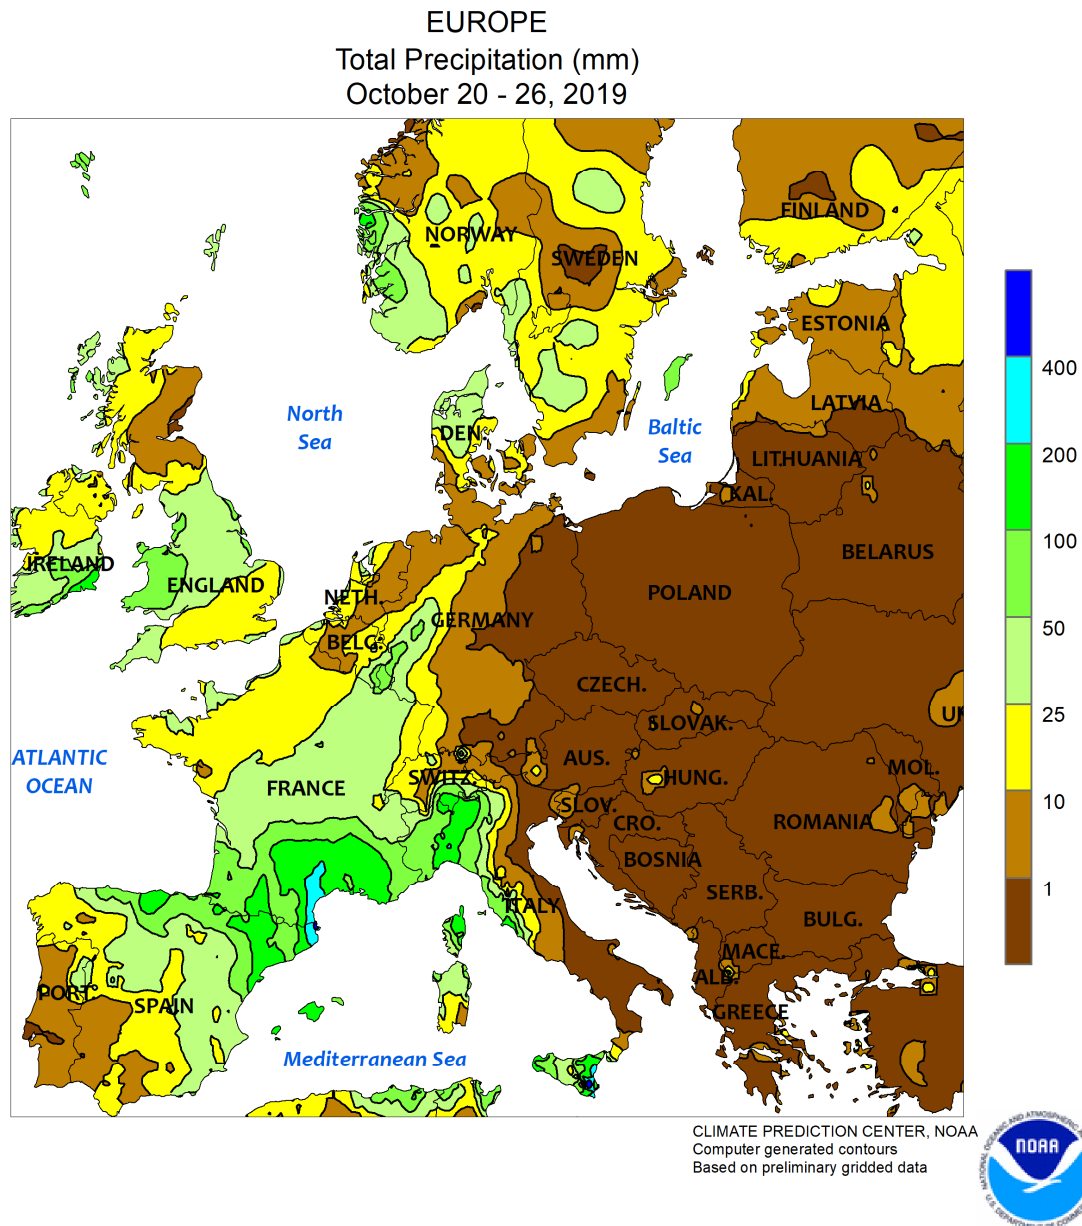 EUROPE
Total Precipitation (mm)
October 20 - 26, 2019
NORWAY
FINLAND
SWEDEN
ESTONIA
LATVIA
LITHUANIA
KAL.
DEN.
North
Sea
Baltic
Sea
IRELAND
ENGLAND
NETH.
BELG.
GERMANY
POLAND
BELARUS
CZECH.
SLOVAK.
UK
ATLANTIC
OCEAN
FRANCE
SWITZ.
AUS.
HUNG.
MOL.
SLOV.
CRO.
ROMANIA
BOSNIA
SERB.
BULG.
ITALY
MACE.
ALB.
GREECE
PORT.
SPAIN
Mediterranean Sea
400
200
100
50
25
10
1
CLIMATE PREDICTION CENTER, NOAA
Computer generated contours
Based on preliminary gridded data
NOAA